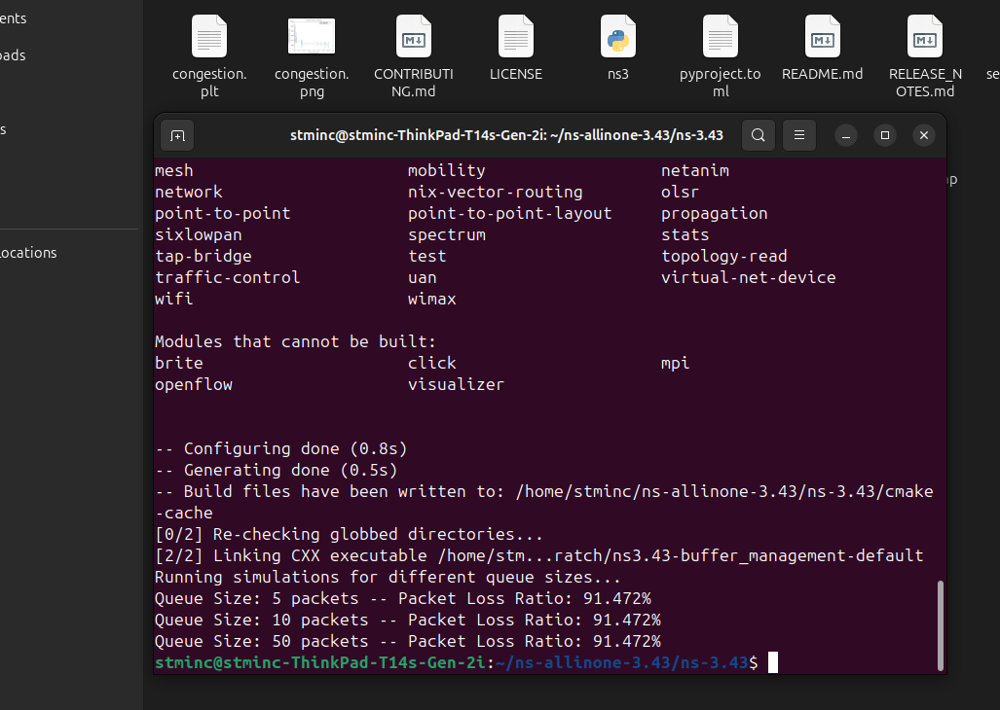 ents
oads
s
ocations
congestion.
plt
congestion.
png
CONTRIBUTI
NG.md
LICENSE
ns3
pyproject.to
ml
README.md
RELEASE_N
OTES.md
se
stminc@stminc-ThinkPad-T14s-Gen-2i: ~/ns-allinone-3.43/ns-3.43
ap
mesh mobility netanim
network nix-vector-routing olsr
point-to-point point-to-point-layout propagation
sixlowpan spectrum stats
tap-bridge test topology-read
traffic-control uan virtual-net-device
wifi wimax
Modules that cannot be built:
brite click mpi
openflow visualizer
-- Configuring done (0.8s)
-- Generating done (0.5s)
-- Build files have been written to: /home/stminc/ns-allinone-3.43/ns-3.43/cmake
-cache
[0/2] Re-checking globbed directories...
[2/2] Linking CXX executable /home/stm...ratch/ns3.43-buffer_management-default
Running simulations for different queue sizes...
Queue Size: 5 packets -- Packet Loss Ratio: 91.472%
Queue Size: 10 packets -- Packet Loss Ratio: 91.472%
Queue Size: 50 packets -- Packet Loss Ratio: 91.472%
stminc@stminc-ThinkPad-T14s-Gen-2i:~/ns-allinone-3.43/ns-3.43$